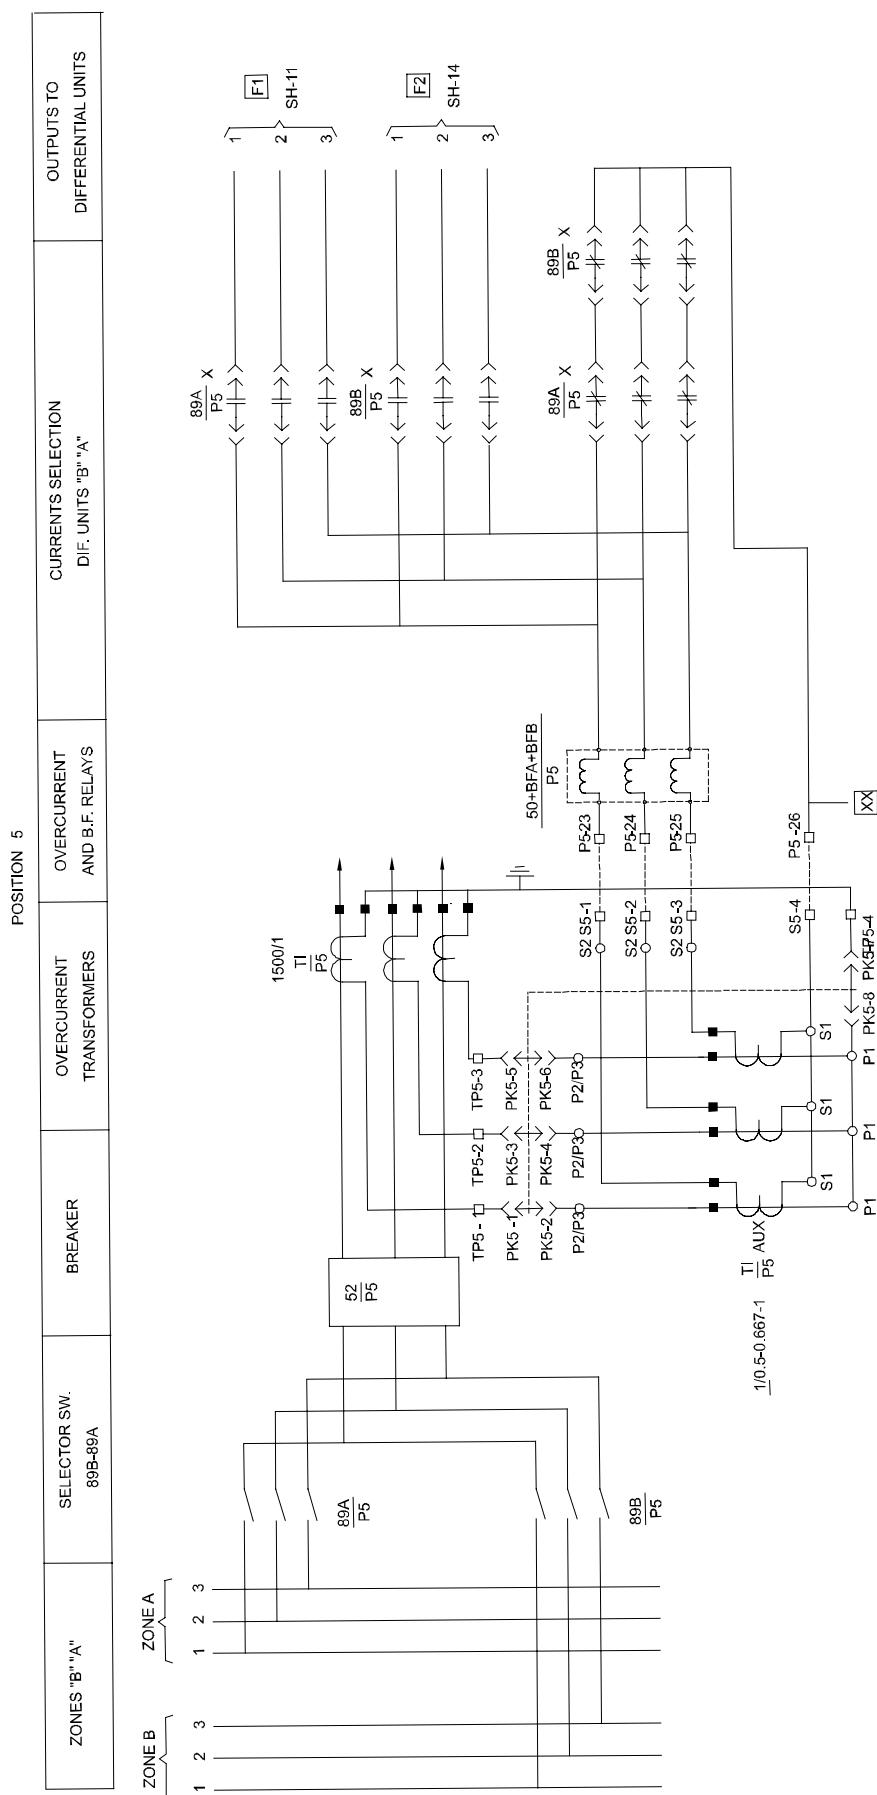 POSITION 5
ZONES "B" "A"
SELECTOR SW.
89B-89A
BREAKER
OVERCURRENT
TRANSFORMERS
OVERCURRENT
AND B.F. RELAYS
CURRENTS SELECTION
DIF. UNITS "B" "A"
OUTPUTS TO
DIFFERENTIAL UNITS
ZONE B
1
2
3
ZONE A
1
2
3
89A
P5
89B
P5
52
P5
1500/1
TI
P5
TP5 - 1
TP5-2
TP5-3
PK5 -1
PK5-3
PK5-5
PK5-2
PK5-4
PK5-6
P2/P3
P2/P3
P2/P3
1/0.5-0.667-1
TI
P5
AUX
S1
S1
S1
P1
P1
P1
PK5-8
S2 S5-1
S2 S5-2
S2 S5-3
S5-4
P5-23
P5-24
P5-25
P5 -26
XX
50+BFA+BFB
P5
89A
P5
X
89B
P5
X
89A
P5
X
89B
P5
X
1
2
3
F1
SH-11
1
2
3
F2
SH-14